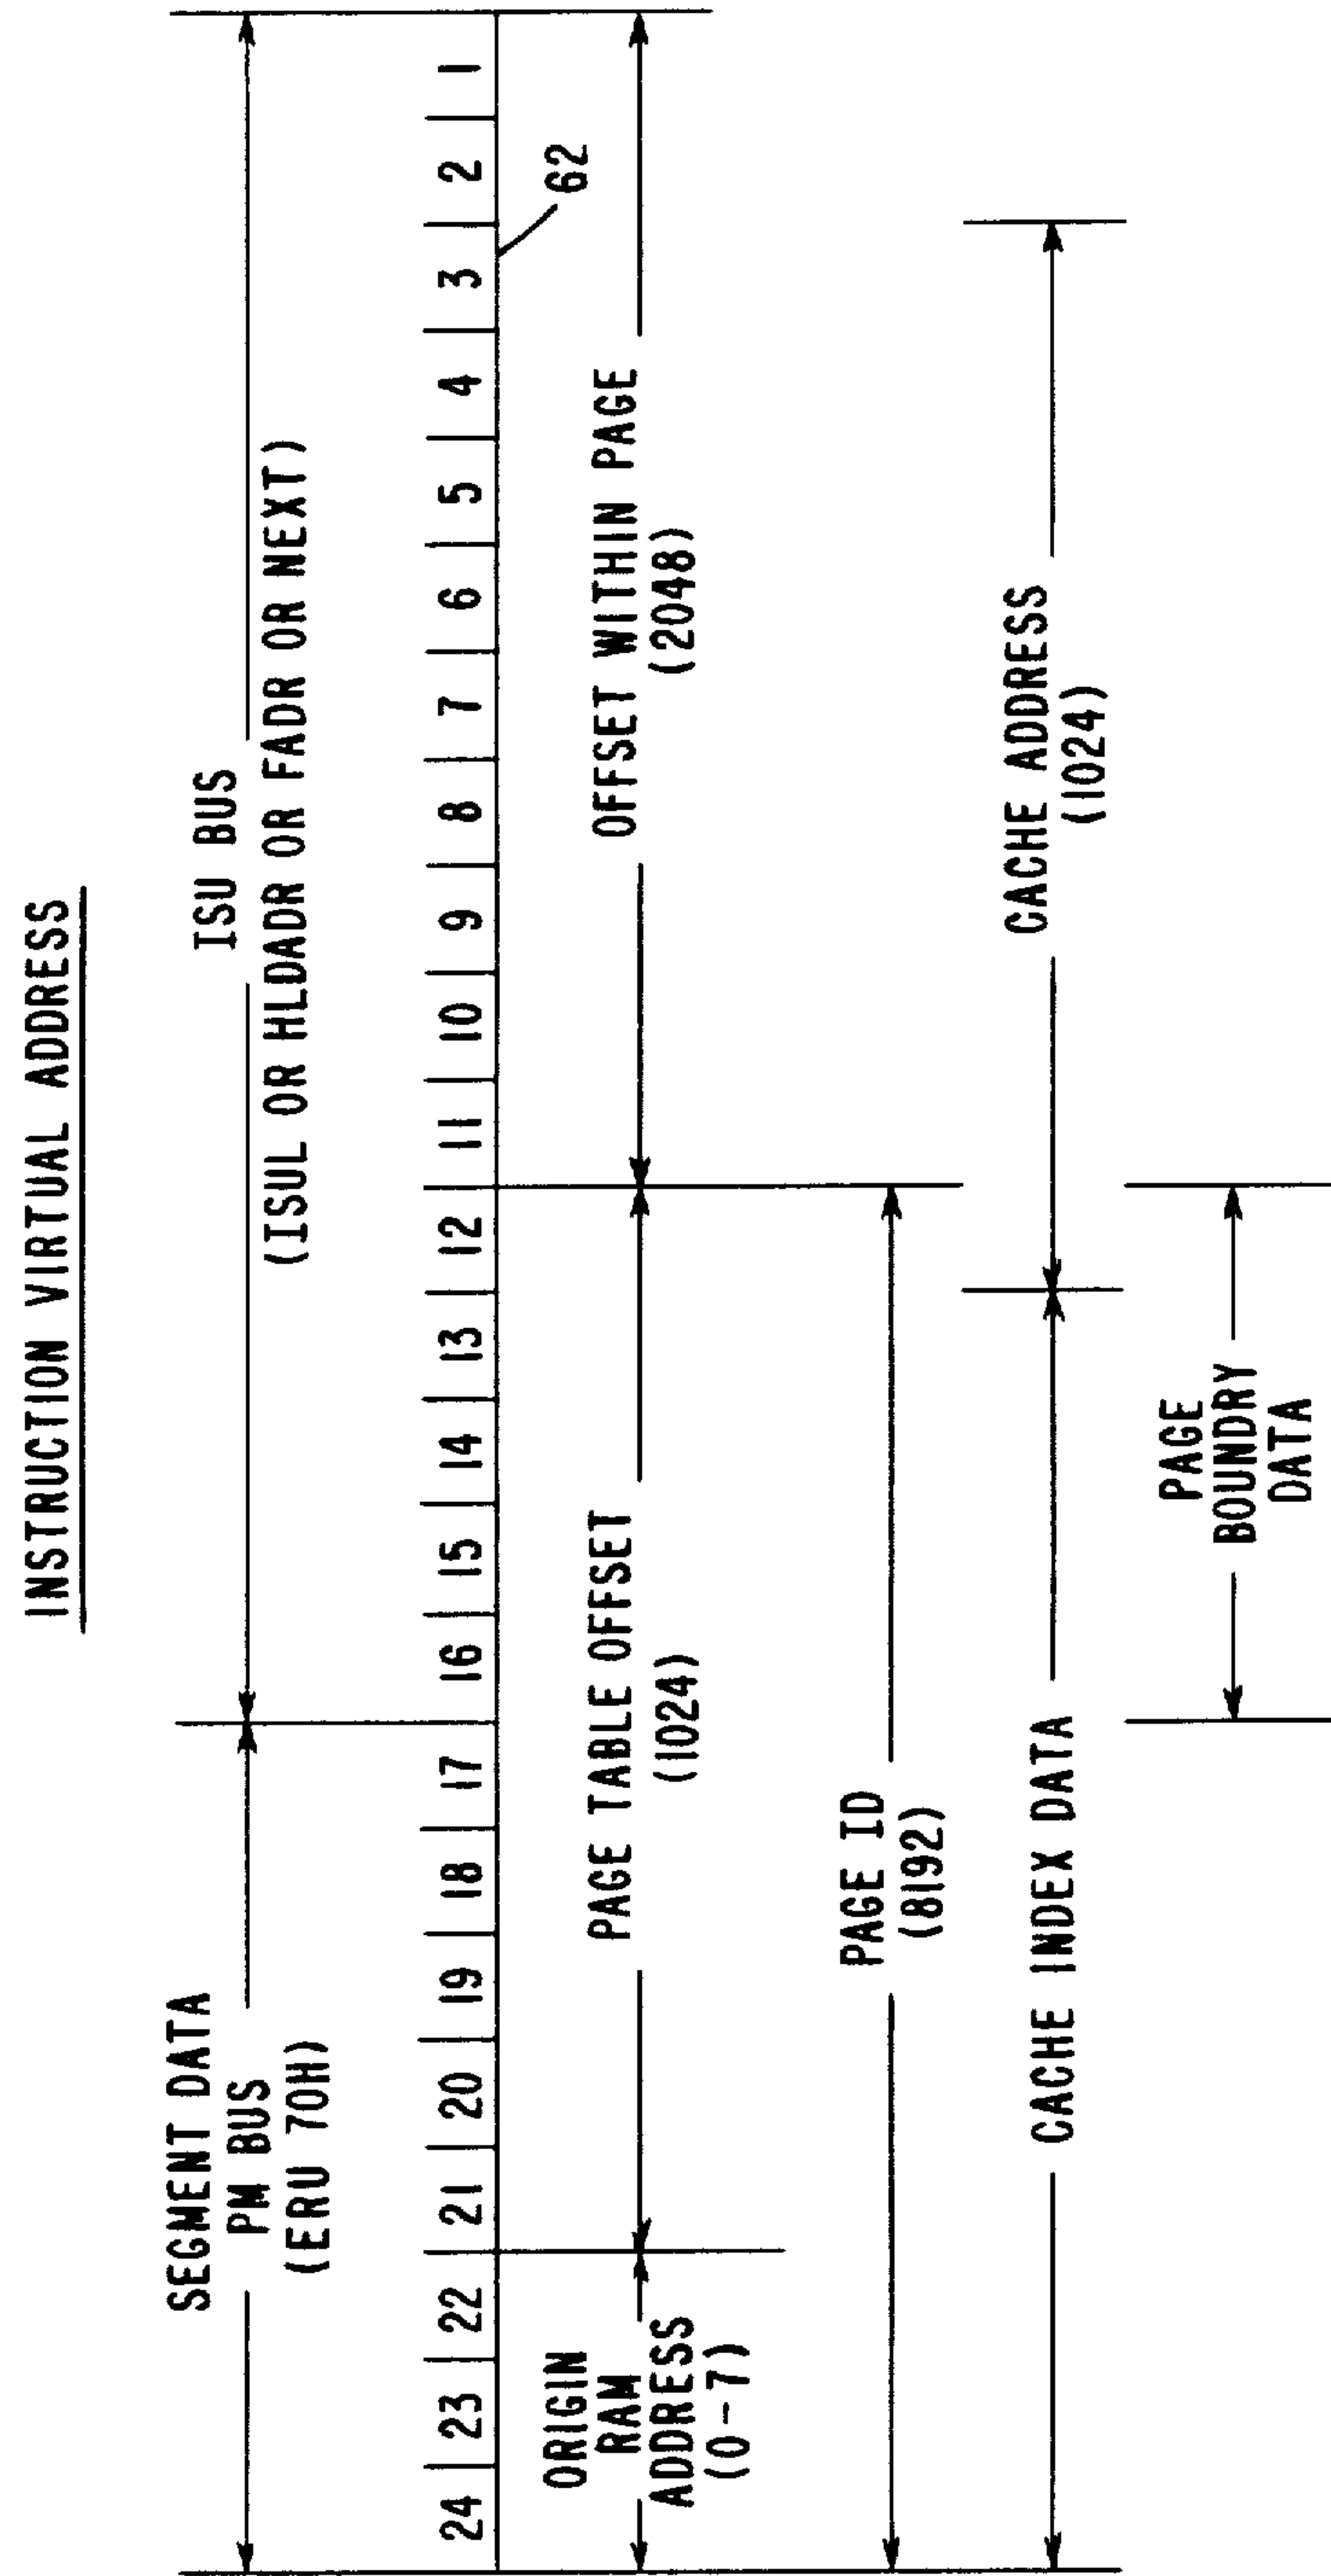 INSTRUCTION VIRTUAL ADDRESS
SEGMENT DATA
PM BUS
(ERU 70H)
ISU BUS
(ISUL OR HLDADR OR FADR OR NEXT)
24 23 22 21 20 19 18 17 16 15 14 13 12 11 10 9 8 7 6 5 4 3 2 1
62
ORIGIN
RAM
ADDRESS
(0-7)
PAGE TABLE OFFSET
(1024)
OFFSET WITHIN PAGE
(2048)
PAGE ID
(8192)
CACHE INDEX DATA
CACHE ADDRESS
(1024)
PAGE
BOUNDRY
DATA